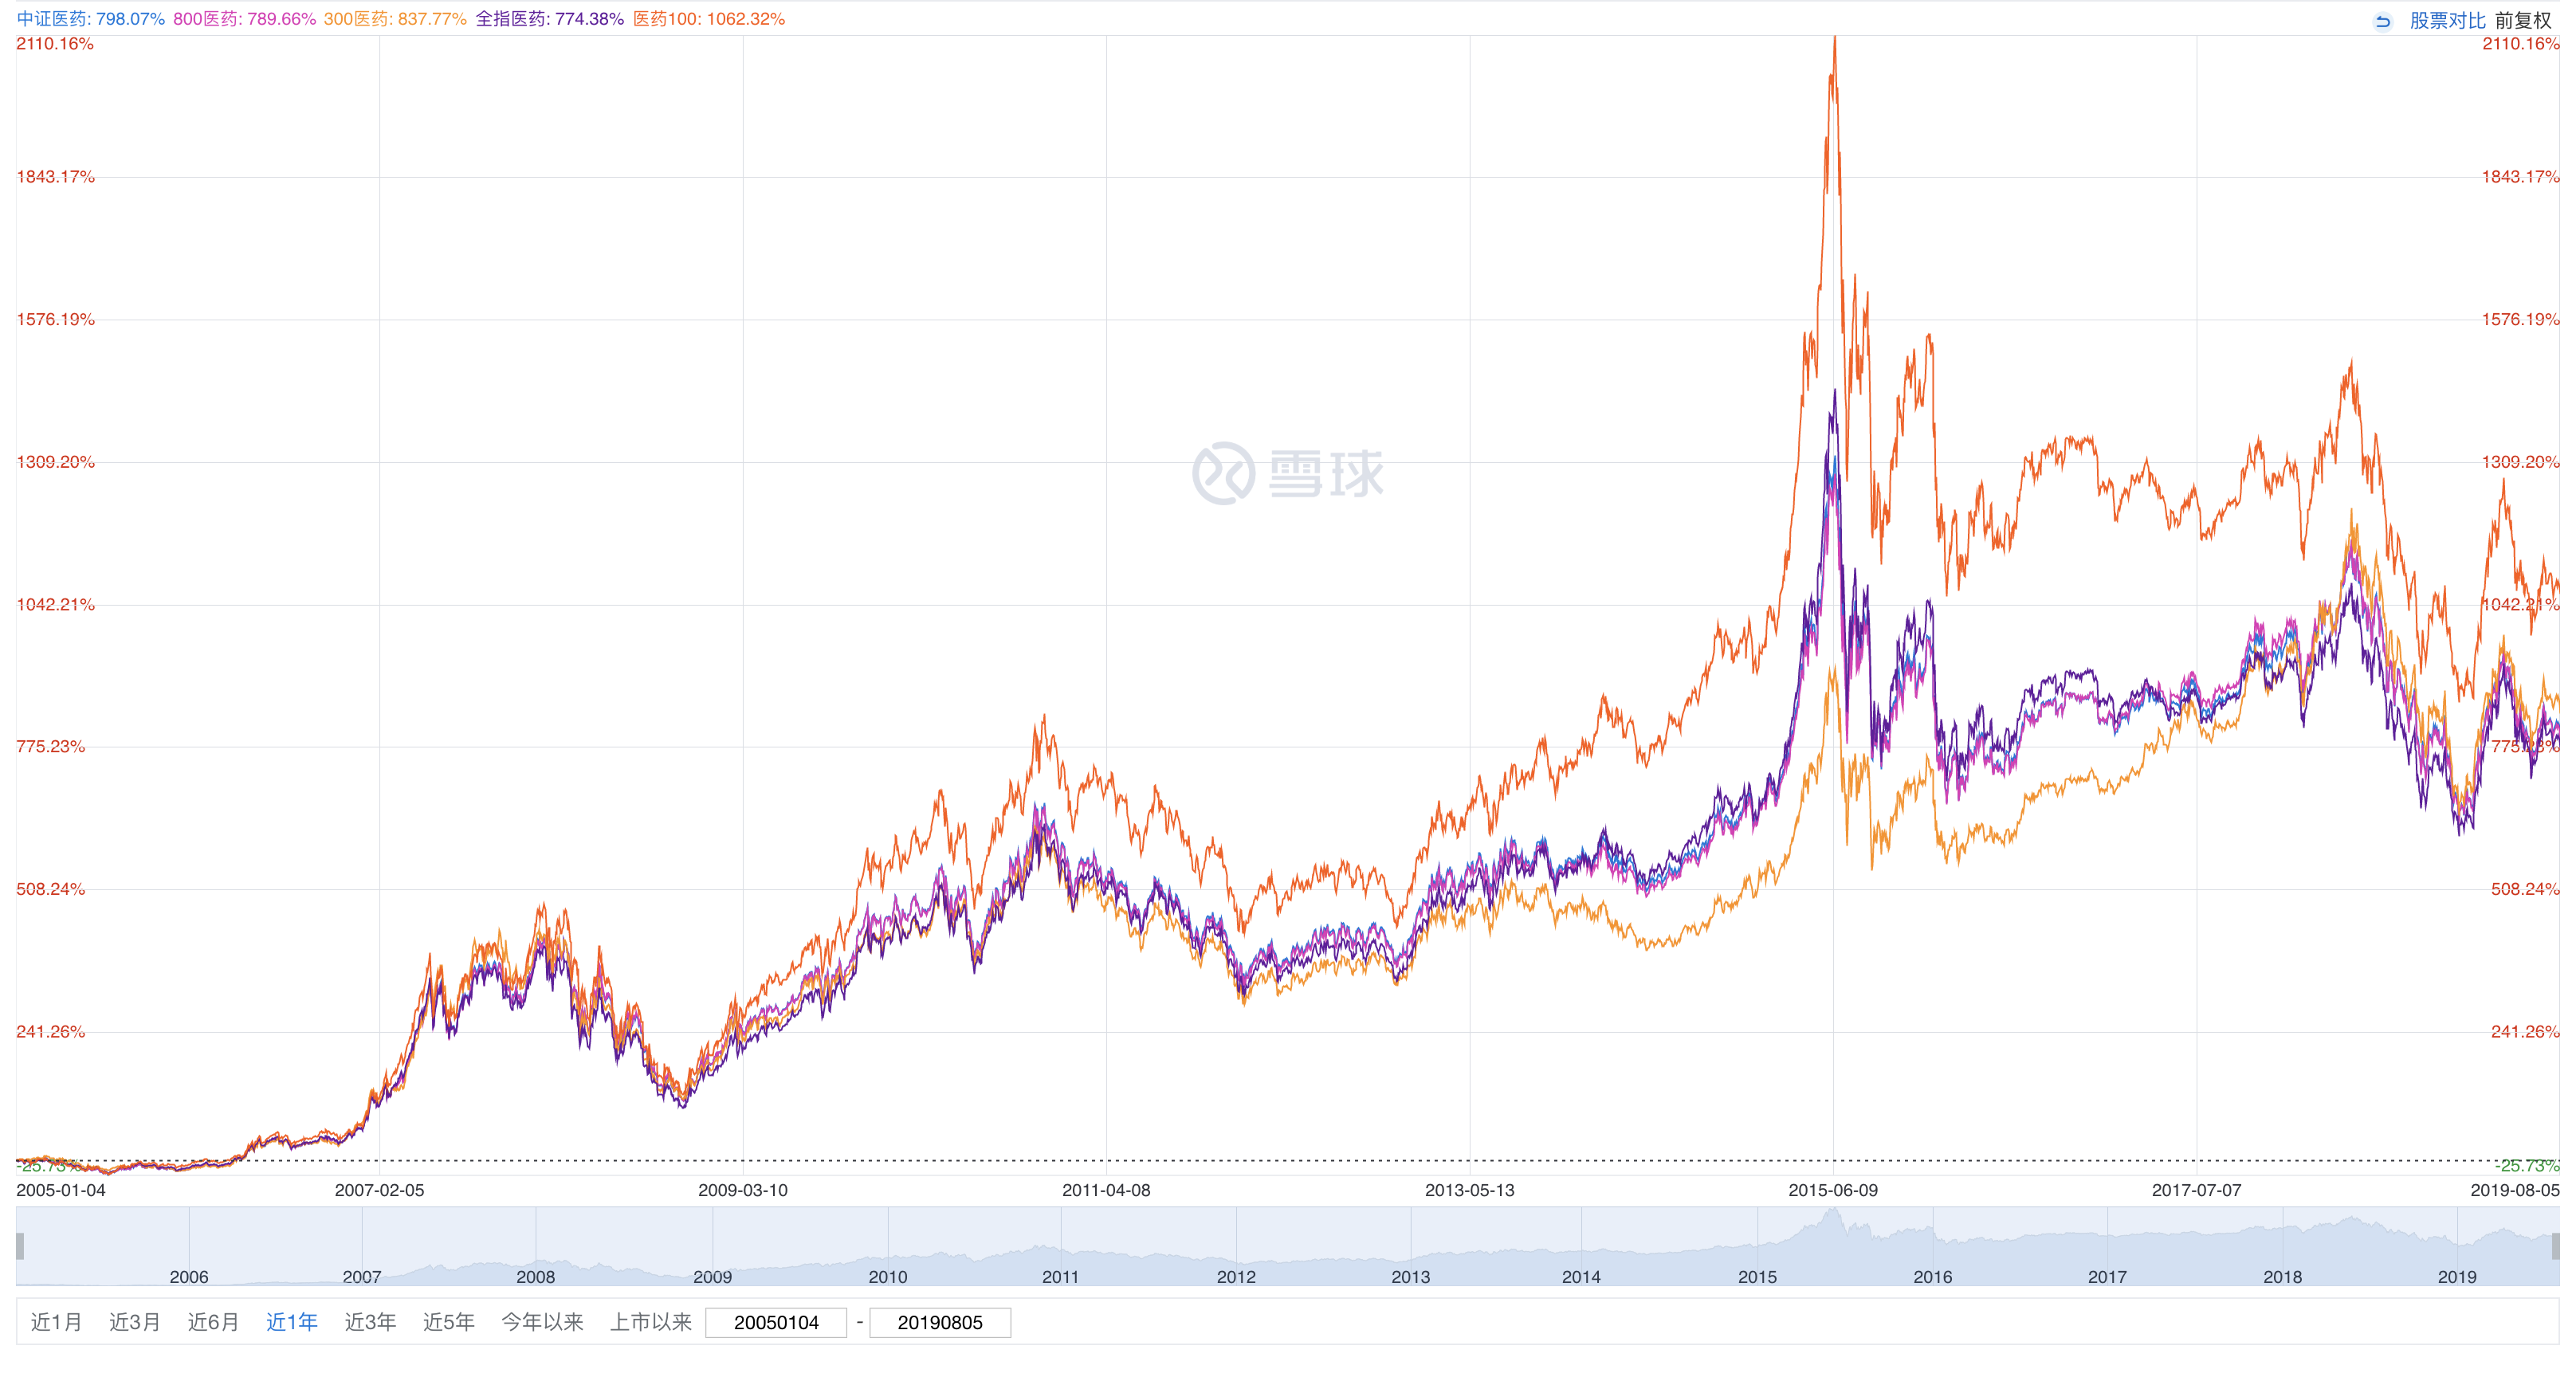 中证医药: 798.07% 800医药: 789.66% 300医药: 837.77% 全指医药: 774.38% 医药100: 1062.32% 股票对比 前复权
2110.16% 2110.16%
1843.17% 1843.17%
1576.19% 1576.19%
雪球
1309.20% 1309.20%
1042.21% 1042.21%
775.23% 775.23%
508.24% 508.24%
241.26% 241.26%
-25.73% -25.73%
2005-01-04 2007-02-05 2009-03-10 2011-04-08 2013-05-13 2015-06-09 2017-07-07 2019-08-05
2006 2007 2008 2009 2010 2011 2012 2013 2014 2015 2016 2017 2018 2019
近1月 近3月 近6月 近1年 近3年 近5年 今年以来 上市以来 20050104 - 20190805